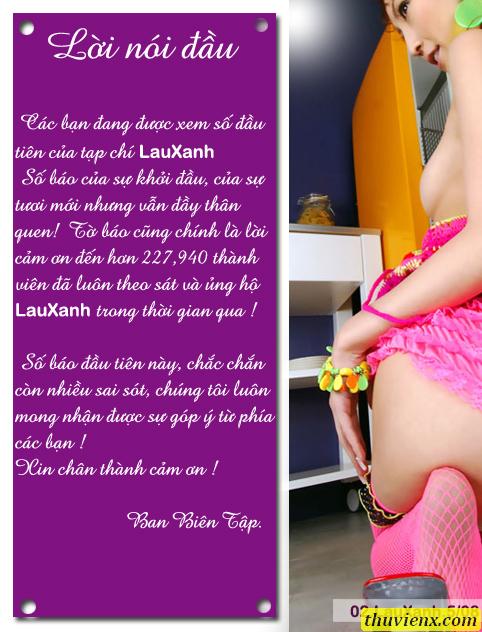 Lời nói đầu
Các bạn đang được xem số đầu
tiên của tạp chí LauXanh
Số báo của sự khởi đầu, của sự
tươi mới nhưng vẫn đầy thân
quen! Tờ báo cũng chính là lời
cảm ơn đến hơn 227,940 thành
viên đã luôn theo sát và ủng hộ
LauXanh trong thời gian qua !
Số báo đầu tiên này, chắc chắn
còn nhiều sai sót, chúng tôi luôn
mong nhận được sự góp ý từ phía
các bạn !
Xin chân thành cảm ơn !
Ban Biên Tập.
02 LauXanh 5/08
thuvienx.com